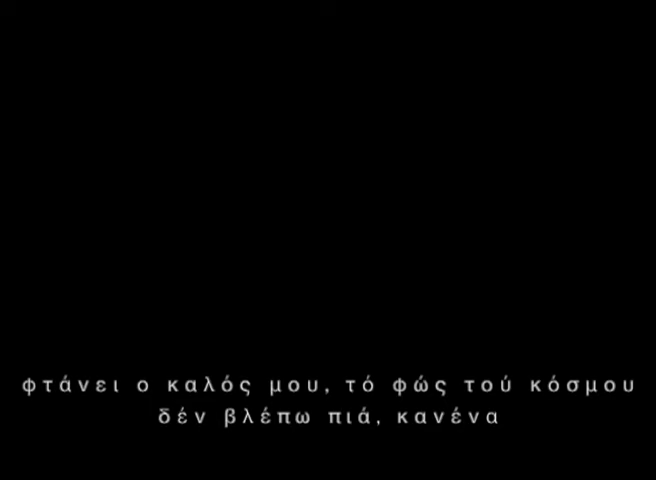 φτάνει ο καλός μου, τό φώς τού κόσμου
δέν βλέπω πιά, κανένα